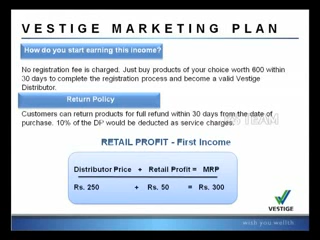 VESTIGE MARKETING PLAN
How do you start earning this income?
No registration fee is charged. Just buy products of your choice worth 600 within
30 days to complete the registration process and become a valid Vestige
Distributor.
Return Policy
Customers can return products for full refund within 30 days from the date of
purchase. 10% of the DP would be deducted as service charges.
RETAIL PROFIT - First Income
Distributor Price + Retail Profit = MRP
Rs. 250 + Rs. 50 = Rs. 300
VESTIGE
wish you wellth